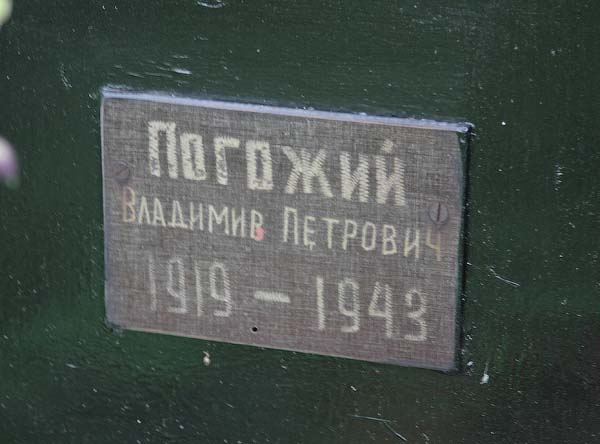 Погожий
Владимив Петрович
1919 – 1943